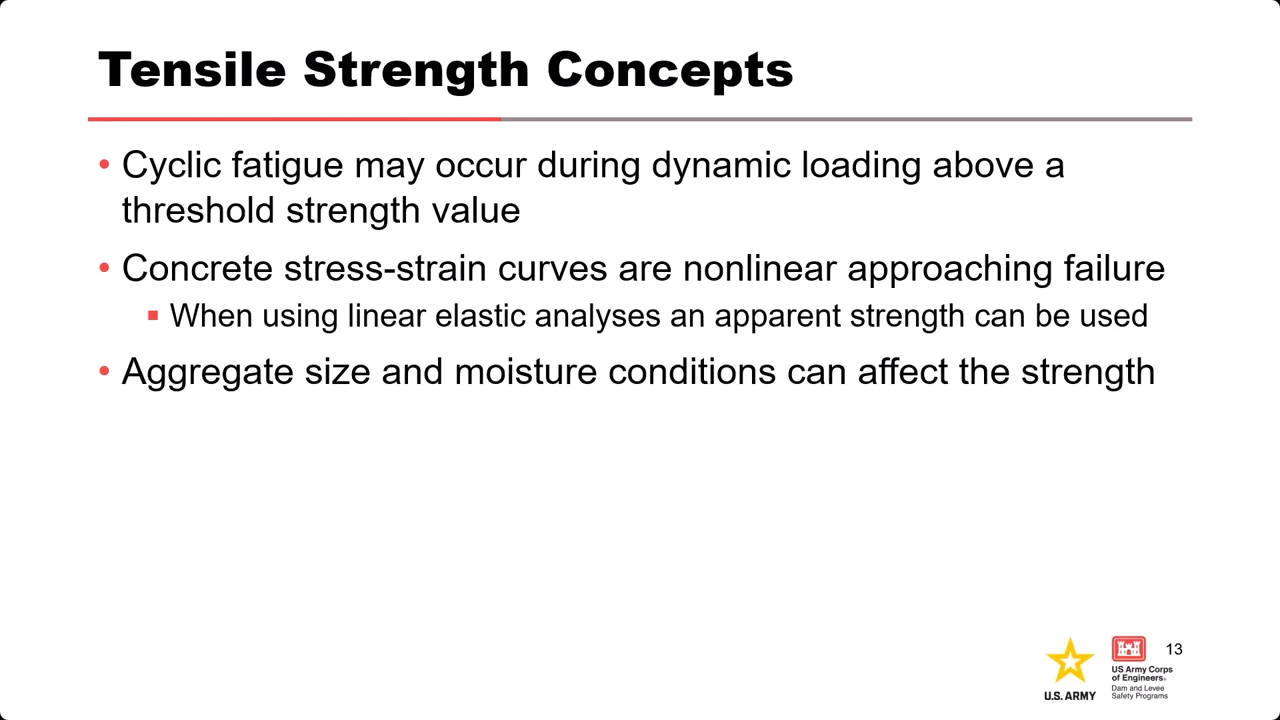 Tensile Strength Concepts
• Cyclic fatigue may occur during dynamic loading above a
threshold strength value
• Concrete stress-strain curves are nonlinear approaching failure
▪ When using linear elastic analyses an apparent strength can be used
• Aggregate size and moisture conditions can affect the strength
13
U.S. ARMY
US Army Corps
of Engineers®
Dam and Levee
Safety Programs